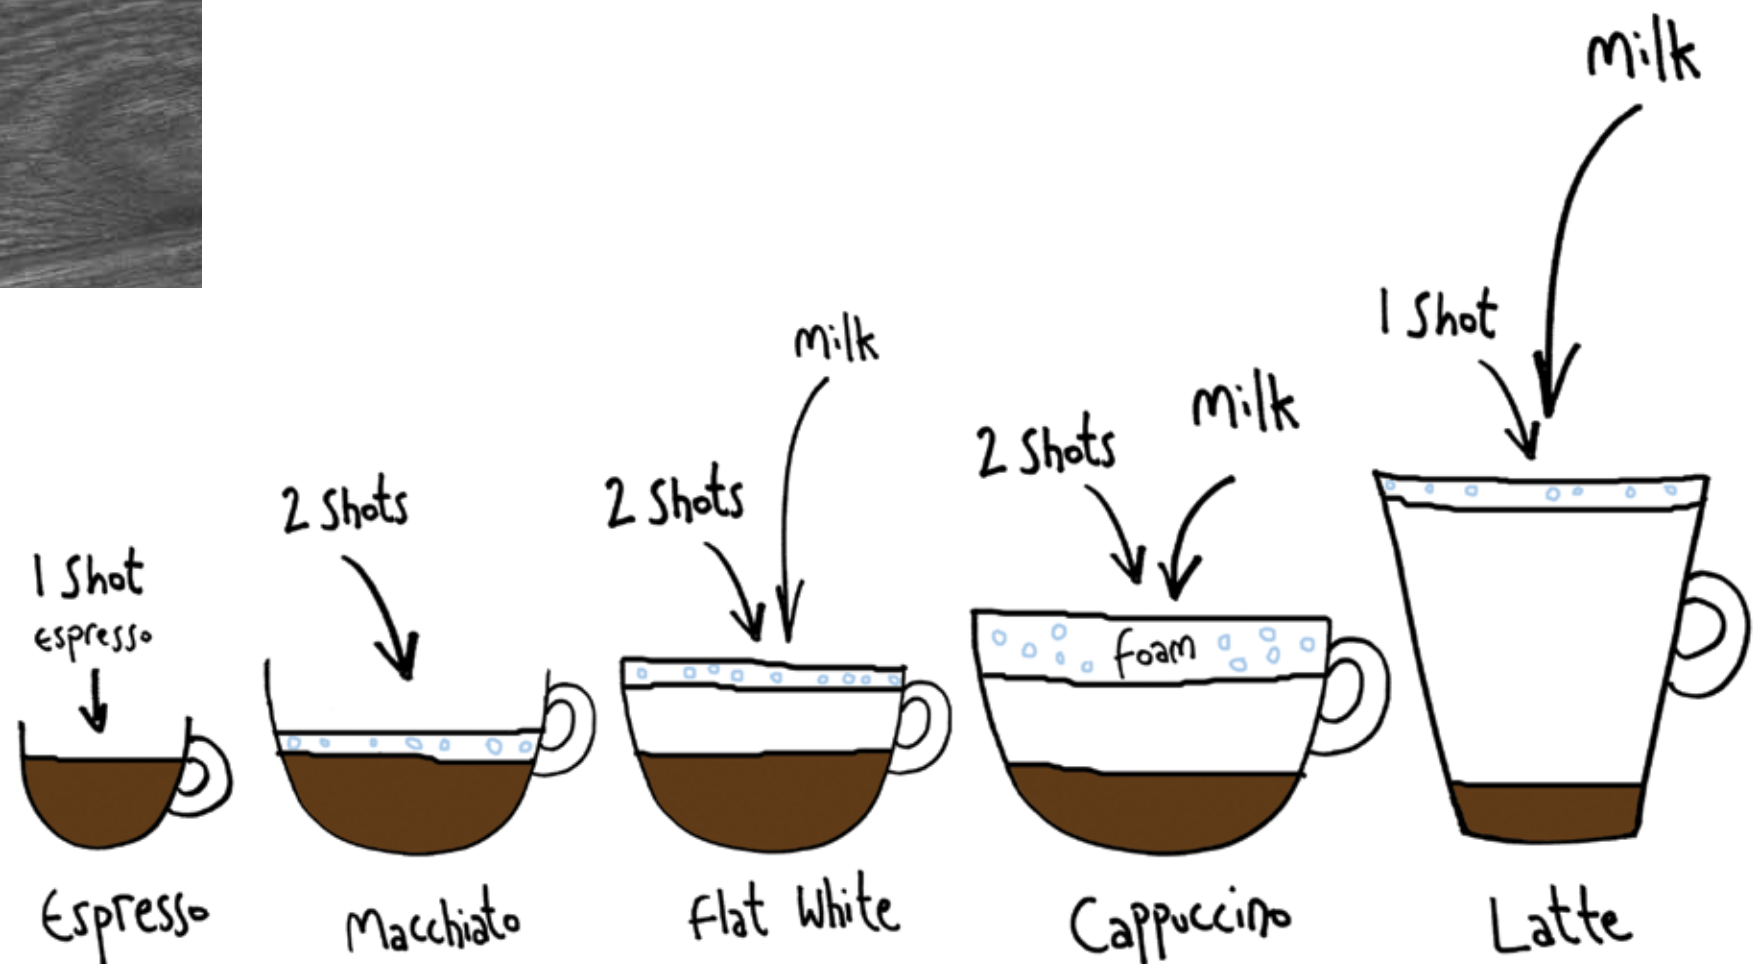 1 Shot
espresso
Espresso
2 Shots
Macchiato
2 Shots
milk
Flat White
2 Shots
milk
foam
Cappuccino
1 Shot
milk
Latte